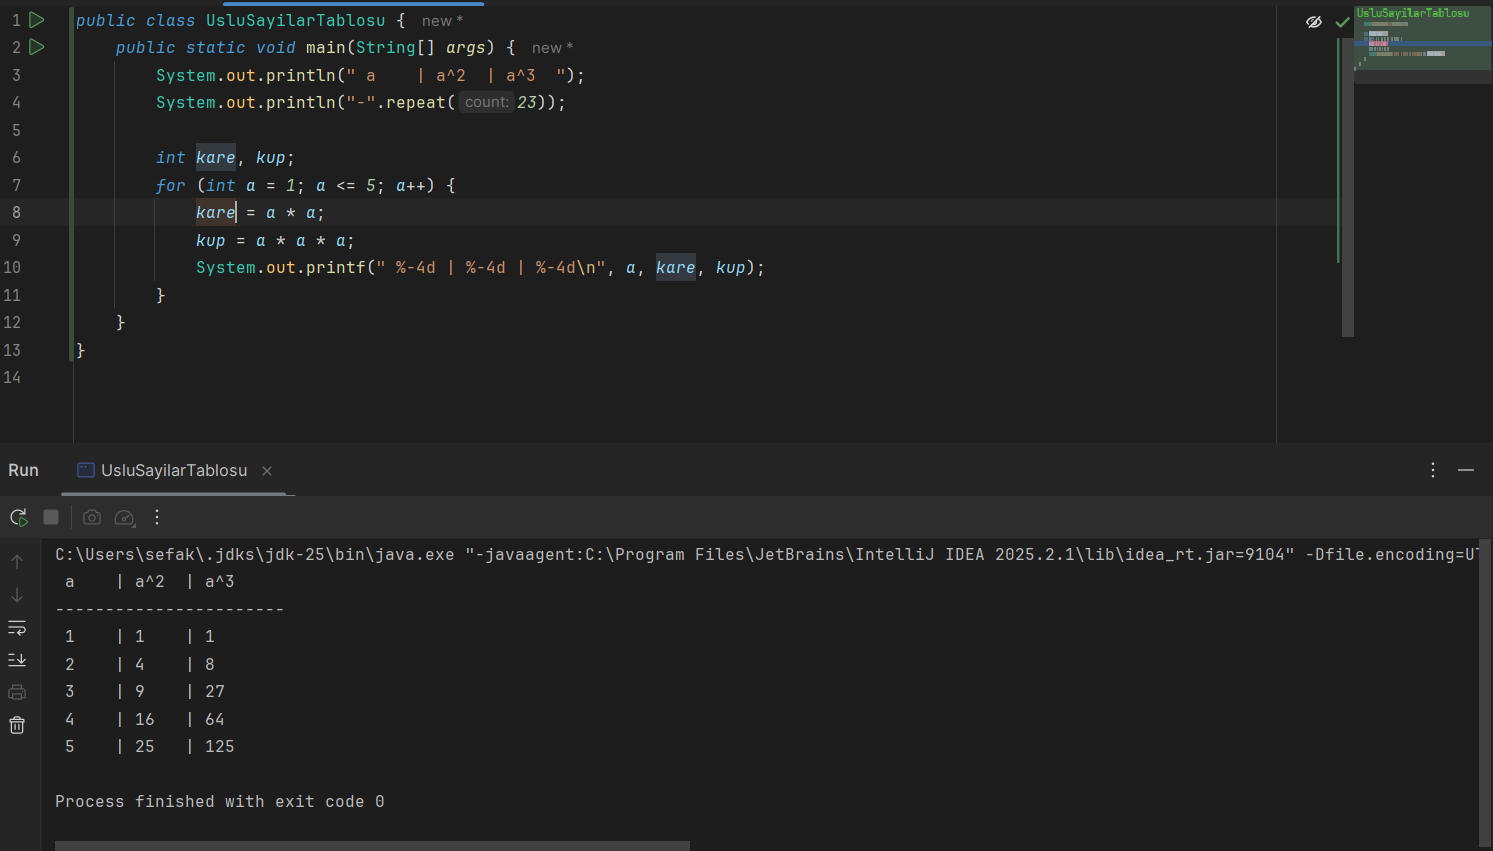 1 public class UsluSayilarTablosu { new *
2 public static void main(String[] args) { new *
3 System.out.println(" a    | a^2  | a^3  ");
4 System.out.println("-".repeat( count: 23));
5
6 int kare, kup;
7 for (int a = 1; a <= 5; a++) {
8 kare = a * a;
9 kup = a * a * a;
10 System.out.printf(" %-4d | %-4d | %-4d\n", a, kare, kup);
11 }
12 }
13 }
14
UsluSayilarTablosu
Run UsluSayilarTablosu ×
C:\Users\sefak\.jdks\jdk-25\bin\java.exe "-javaagent:C:\Program Files\JetBrains\IntelliJ IDEA 2025.2.1\lib\idea_rt.jar=9104" -Dfile.encoding=UT
 a    | a^2  | a^3
-----------------------
 1    | 1    | 1
 2    | 4    | 8
 3    | 9    | 27
 4    | 16   | 64
 5    | 25   | 125
Process finished with exit code 0